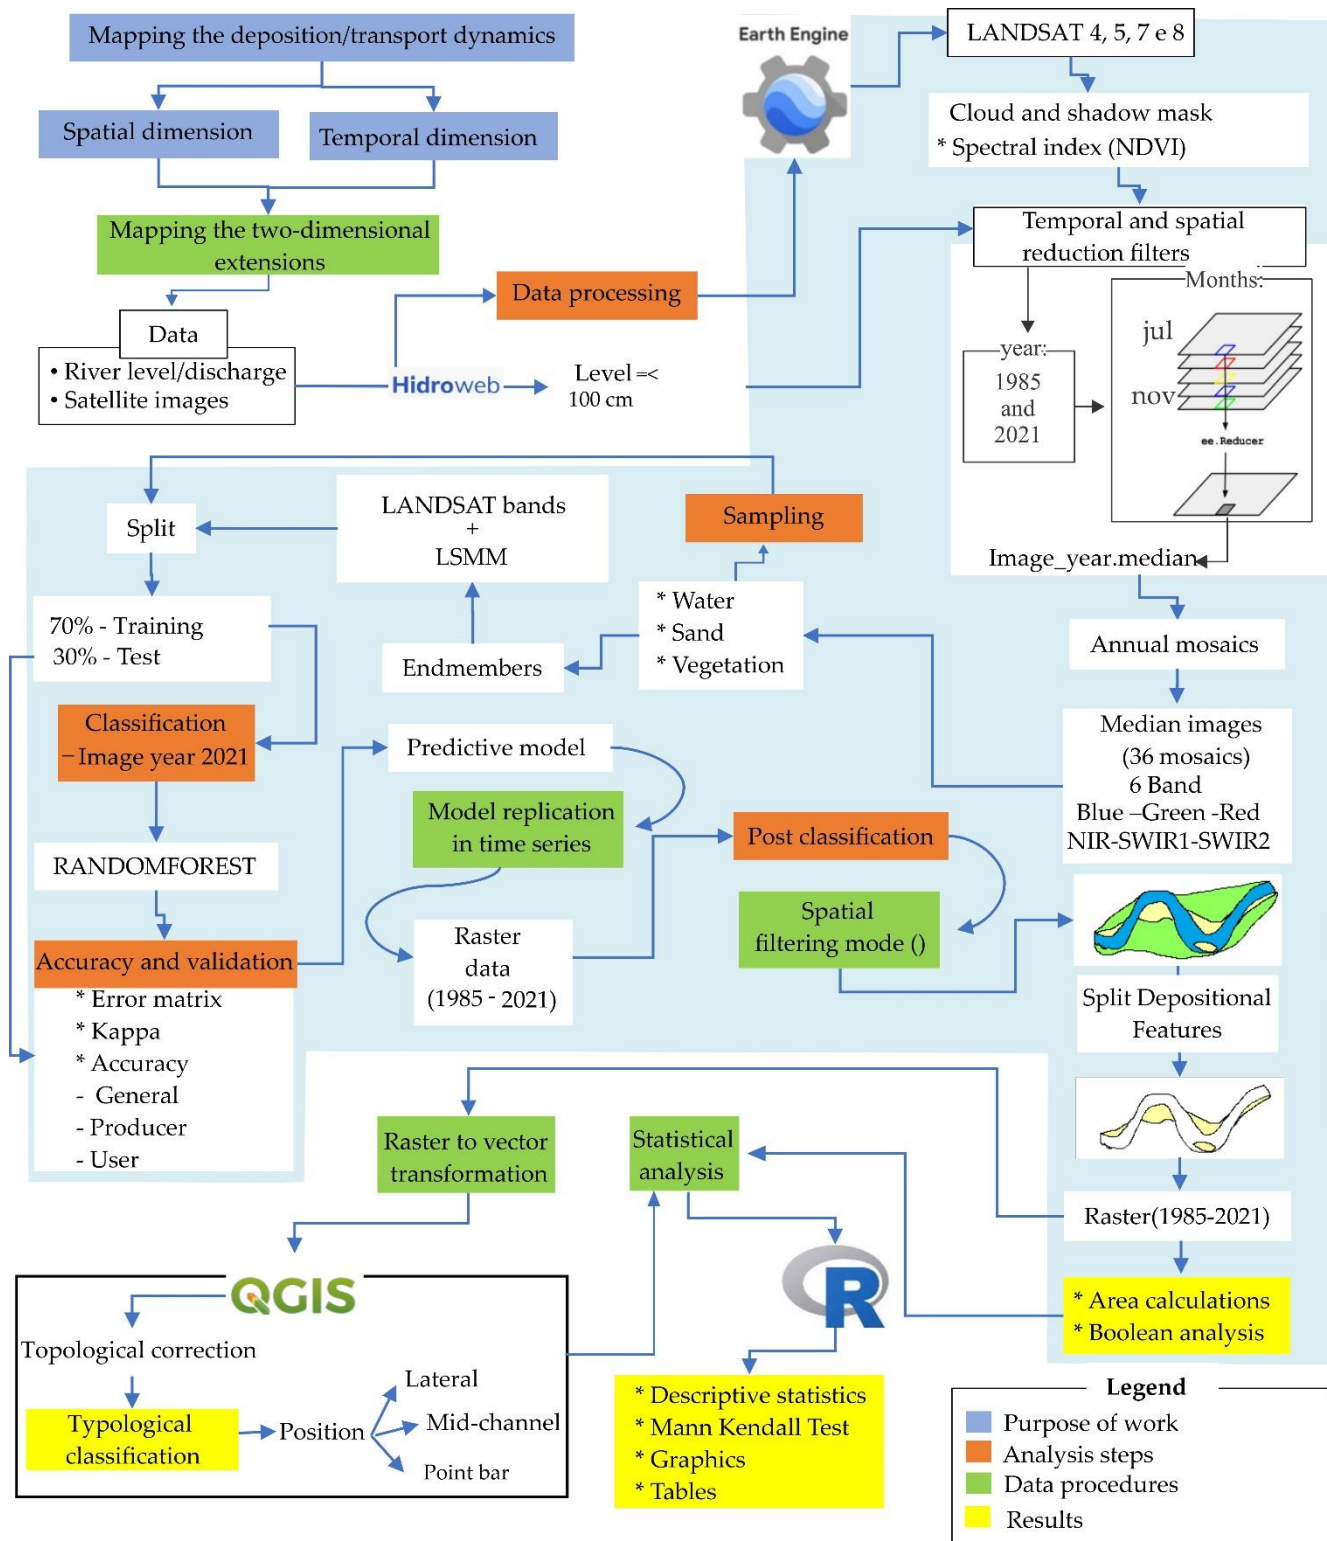 Mapping the deposition/transport dynamics
Spatial dimension
Temporal dimension
Mapping the two-dimensional
extensions
Data
• River level/discharge
• Satellite images
Hidroweb
Data processing
Level =<
100 cm
Earth Engine
LANDSAT 4, 5, 7 e 8
Cloud and shadow mask
* Spectral index (NDVI)
Temporal and spatial
reduction filters
year:
1985
and
2021
Months:
jul
nov
ee.Reducer
Image_year.median
Annual mosaics
Median images
(36 mosaics)
6 Band
Blue –Green -Red
NIR-SWIR1-SWIR2
* Water
* Sand
* Vegetation
Sampling
Endmembers
LANDSAT bands
+
LSMM
Split
70% - Training
30% - Test
Classification
– Image year 2021
RANDOMFOREST
Accuracy and validation
* Error matrix
* Kappa
* Accuracy
- General
- Producer
- User
Predictive model
Model replication
in time series
Raster
data
(1985 - 2021)
Post classification
Spatial
filtering mode ()
Split Depositional
Features
Raster(1985-2021)
* Area calculations
* Boolean analysis
Raster to vector
transformation
Statistical
analysis
QGIS
Topological correction
Typological
classification
Position
Lateral
Mid-channel
Point bar
R
* Descriptive statistics
* Mann Kendall Test
* Graphics
* Tables
Legend
Purpose of work
Analysis steps
Data procedures
Results